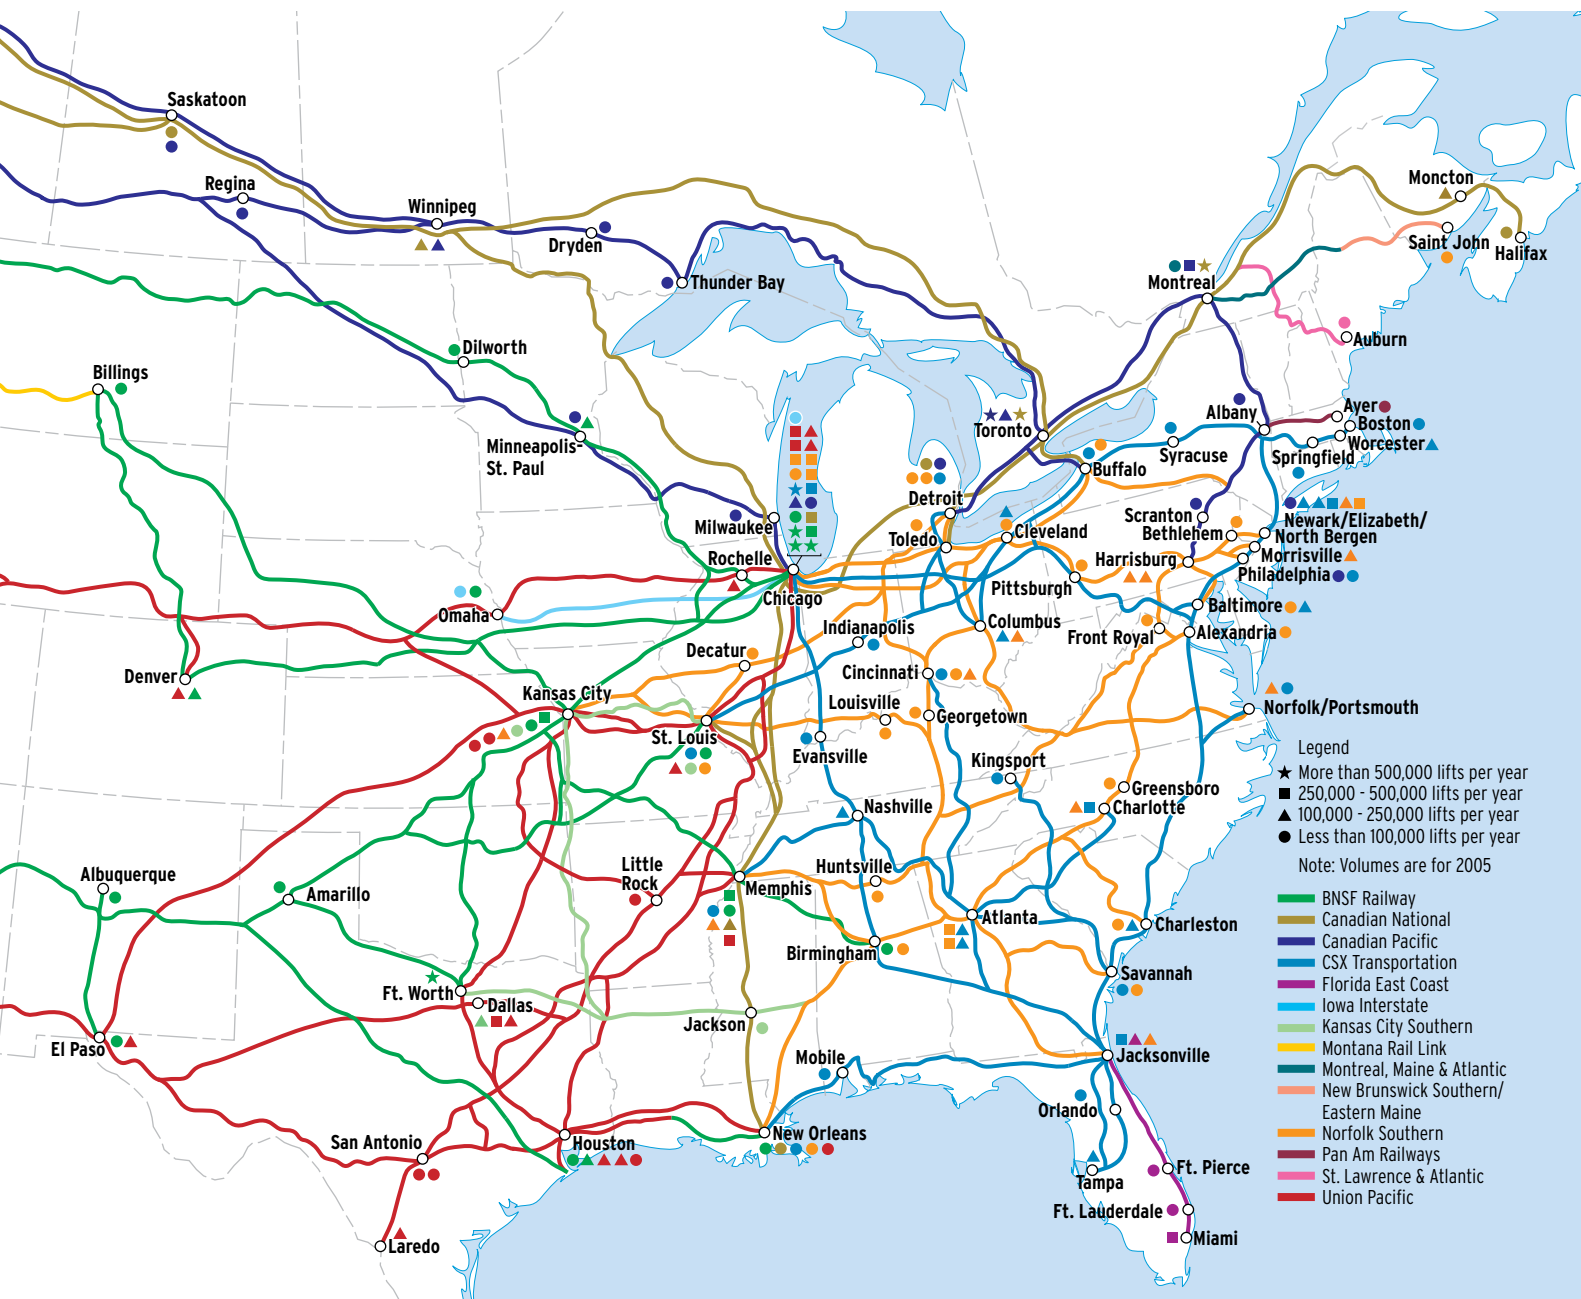 Saskatoon
Regina
Winnipeg
Dryden
Thunder Bay
Moncton
Saint John
Halifax
Montreal
Auburn
Dilworth
Billings
Minneapolis-
St. Paul
Toronto
Albany
Ayer
Boston
Worcester
Springfield
Syracuse
Buffalo
Detroit
Milwaukee
Toledo
Cleveland
Scranton
Bethlehem
Newark/Elizabeth/
North Bergen
Morrisville
Philadelphia
Harrisburg
Pittsburgh
Rochelle
Chicago
Omaha
Baltimore
Alexandria
Front Royal
Columbus
Indianapolis
Decatur
Cincinnati
Denver
Kansas City
Louisville
Georgetown
Norfolk/Portsmouth
St. Louis
Evansville
Kingsport
Greensboro
Charlotte
Nashville
Huntsville
Little
Rock
Memphis
Albuquerque
Amarillo
Atlanta
Charleston
Birmingham
Savannah
Ft. Worth
Dallas
Jackson
El Paso
Mobile
Jacksonville
Orlando
New Orleans
Houston
San Antonio
Tampa
Ft. Pierce
Ft. Lauderdale
Miami
Laredo
Legend
More than 500,000 lifts per year
250,000 - 500,000 lifts per year
100,000 - 250,000 lifts per year
Less than 100,000 lifts per year
Note: Volumes are for 2005
BNSF Railway
Canadian National
Canadian Pacific
CSX Transportation
Florida East Coast
Iowa Interstate
Kansas City Southern
Montana Rail Link
Montreal, Maine & Atlantic
New Brunswick Southern/
Eastern Maine
Norfolk Southern
Pan Am Railways
St. Lawrence & Atlantic
Union Pacific